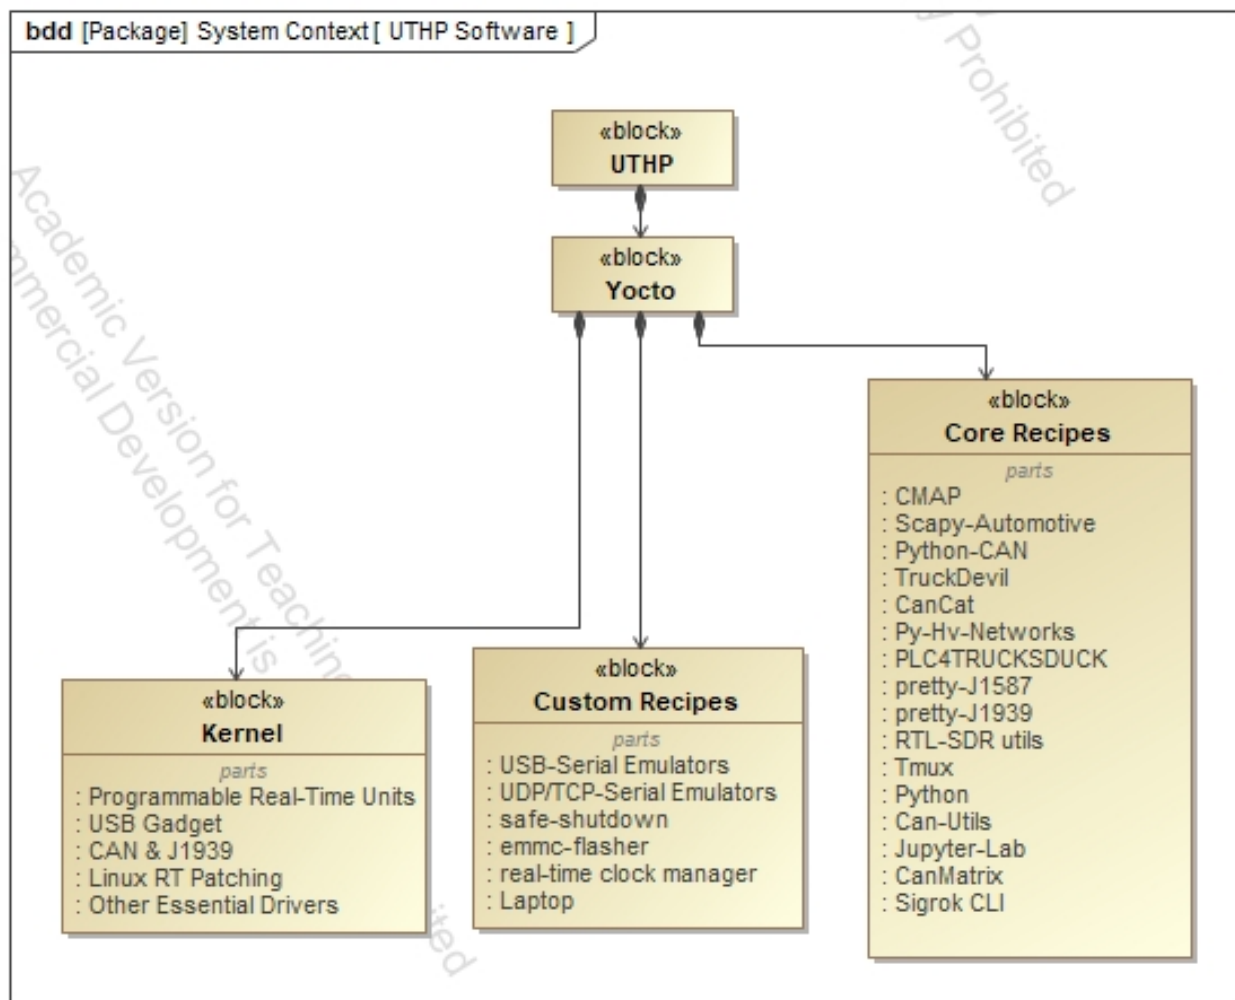 bdd [Package] System Context[ UTHP Software ]
Prohibited
Academic Version for Teaching
Commercial Development is
«block»
UTHP
«block»
Yocto
«block»
Core Recipes
parts
: CMAP
: Scapy-Automotive
: Python-CAN
: TruckDevil
: CanCat
: Py-Hv-Networks
: PLC4TRUCKSDUCK
: pretty-J1587
: pretty-J1939
: RTL-SDR utils
: Tmux
: Python
: Can-Utils
: Jupyter-Lab
: CanMatrix
: Sigrok CLI
«block»
Kernel
parts
: Programmable Real-Time Units
: USB Gadget
: CAN & J1939
: Linux RT Patching
: Other Essential Drivers
«block»
Custom Recipes
parts
: USB-Serial Emulators
: UDP/TCP-Serial Emulators
: safe-shutdown
: emmc-flasher
: real-time clock manager
: Laptop